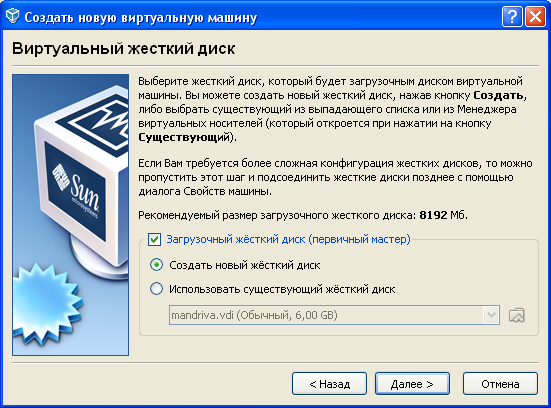 Создать новую виртуальную машину
Виртуальный жесткий диск
Выберите жесткий диск, который будет загрузочным диском виртуальной
машины. Вы можете создать новый жесткий диск, нажав кнопку Создать,
либо выбрать существующий из выпадающего списка или из Менеджера
виртуальных носителей (который откроется при нажатии на кнопку
Существующий).
Если Вам требуется более сложная конфигурация жестких дисков, то можно
пропустить этот шаг и подсоединить жесткие диски позднее с помощью
диалога Свойств машины.
Рекомендуемый размер загрузочного жесткого диска: 8192 Мб.
Загрузочный жёсткий диск (первичный мастер)
Создать новый жёсткий диск
Использовать существующий жёсткий диск
mandriva.vdi (Обычный, 6,00 GB)
Sun
microsystems
< Назад
Далее >
Отмена